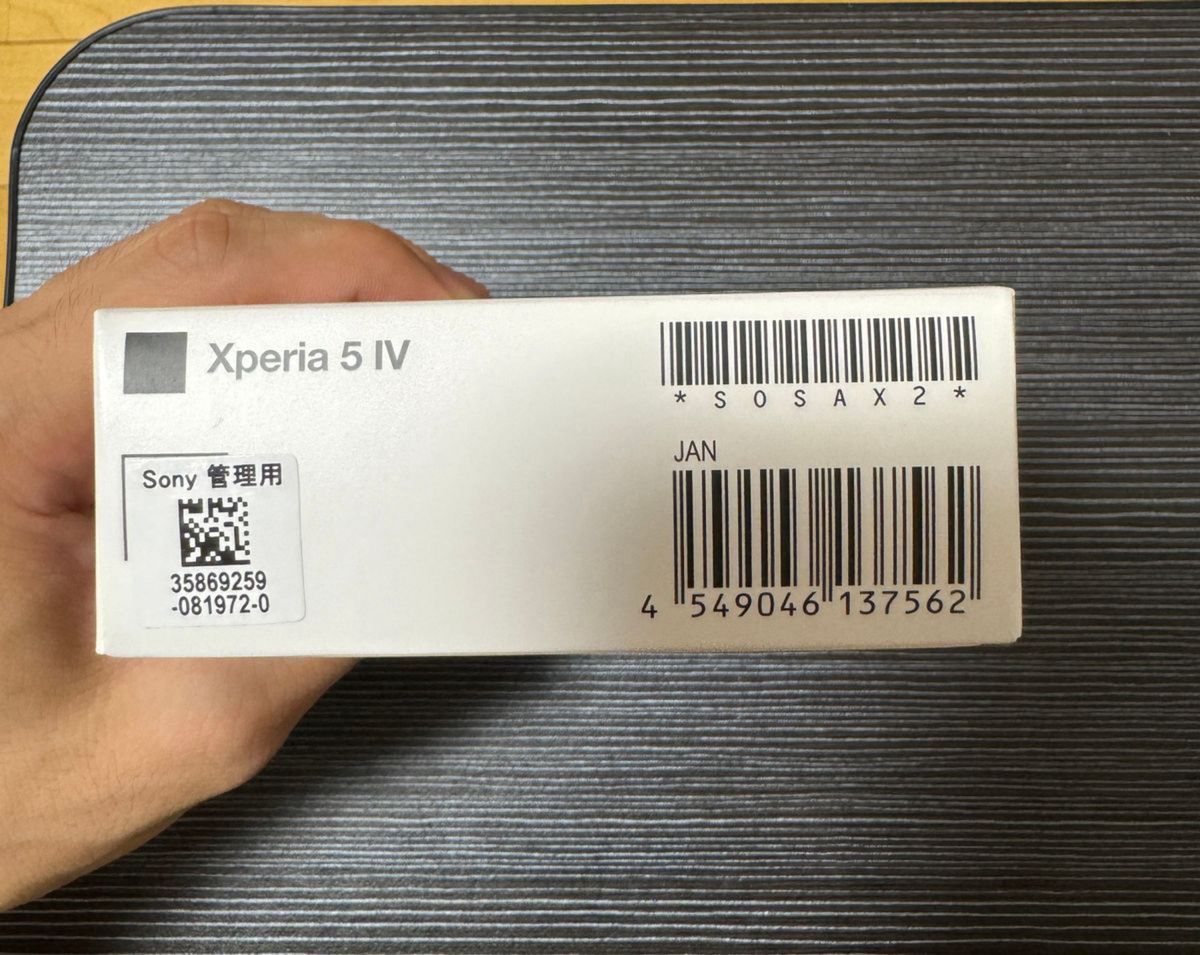 Xperia 5 IV
*SOSAX2*
JAN
4 549046 137562
Sony 管理用
35869259
-081972-0